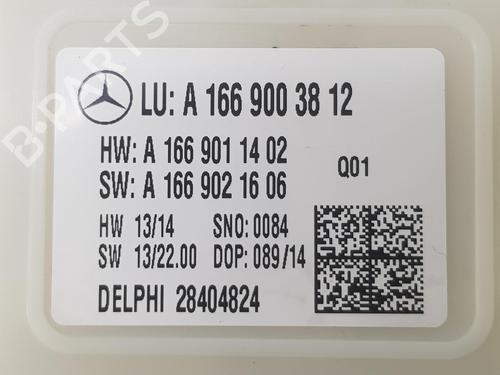 LU: A 166 900 38 12
HW: A 166 901 14 02
SW: A 166 902 16 06
Q01
HW 13/14 SNO: 0084
SW 13/22.00 DOP: 089/14
DELPHI 28404824
B-PARTS